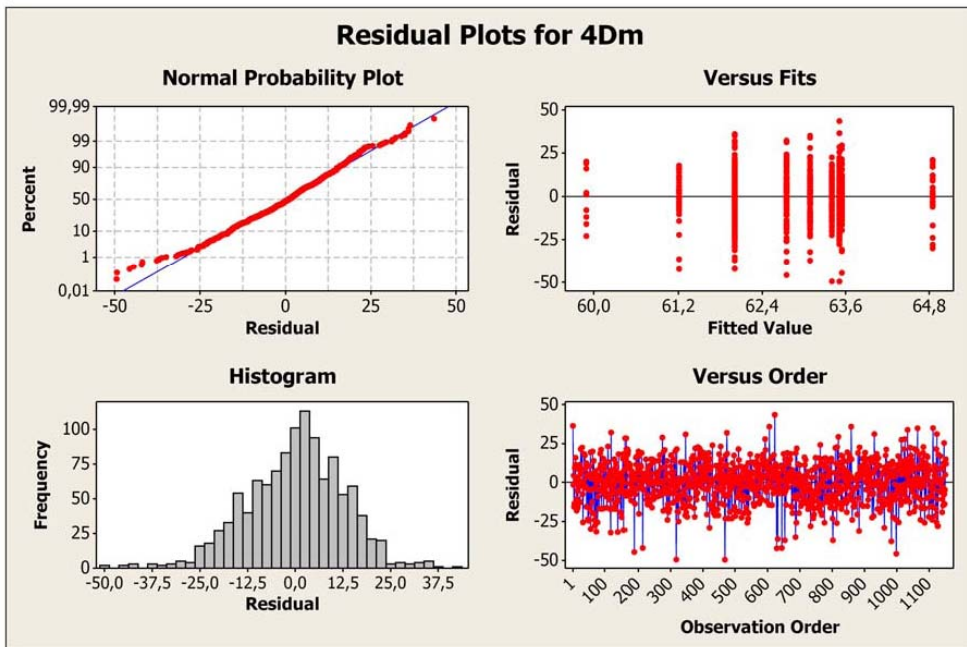 Residual Plots for 4Dm
Normal Probability Plot
99,99
99
90
50
10
1
0,01
Percent
-50 -25 0 25 50
Residual
Versus Fits
50
25
0
-25
-50
Residual
60,0 61,2 62,4 63,6 64,8
Fitted Value
Histogram
100
75
50
25
0
Frequency
-50,0 -37,5 -25,0 -12,5 0,0 12,5 25,0 37,5
Residual
Versus Order
50
25
0
-25
-50
Residual
1 100 200 300 400 500 600 700 800 900 1000 1100
Observation Order